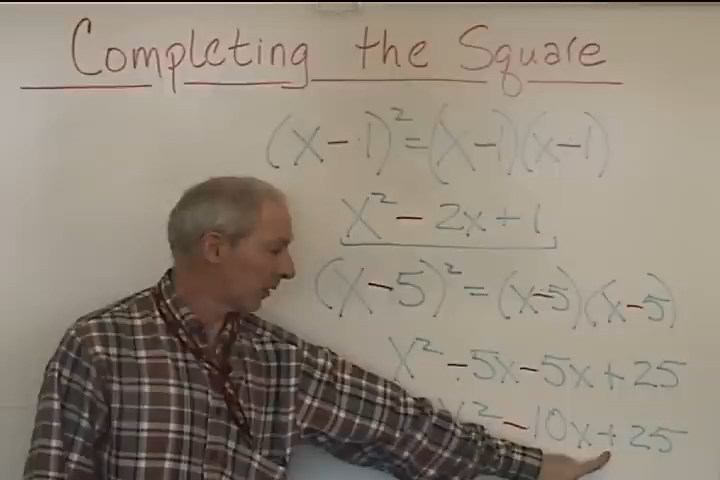 Completing the Square
(x-1)²=(x-1)(x-1)
x²-2x+1
(x-5)²=(x-5)(x-5)
x²-5x-5x+25
x²-10x+25